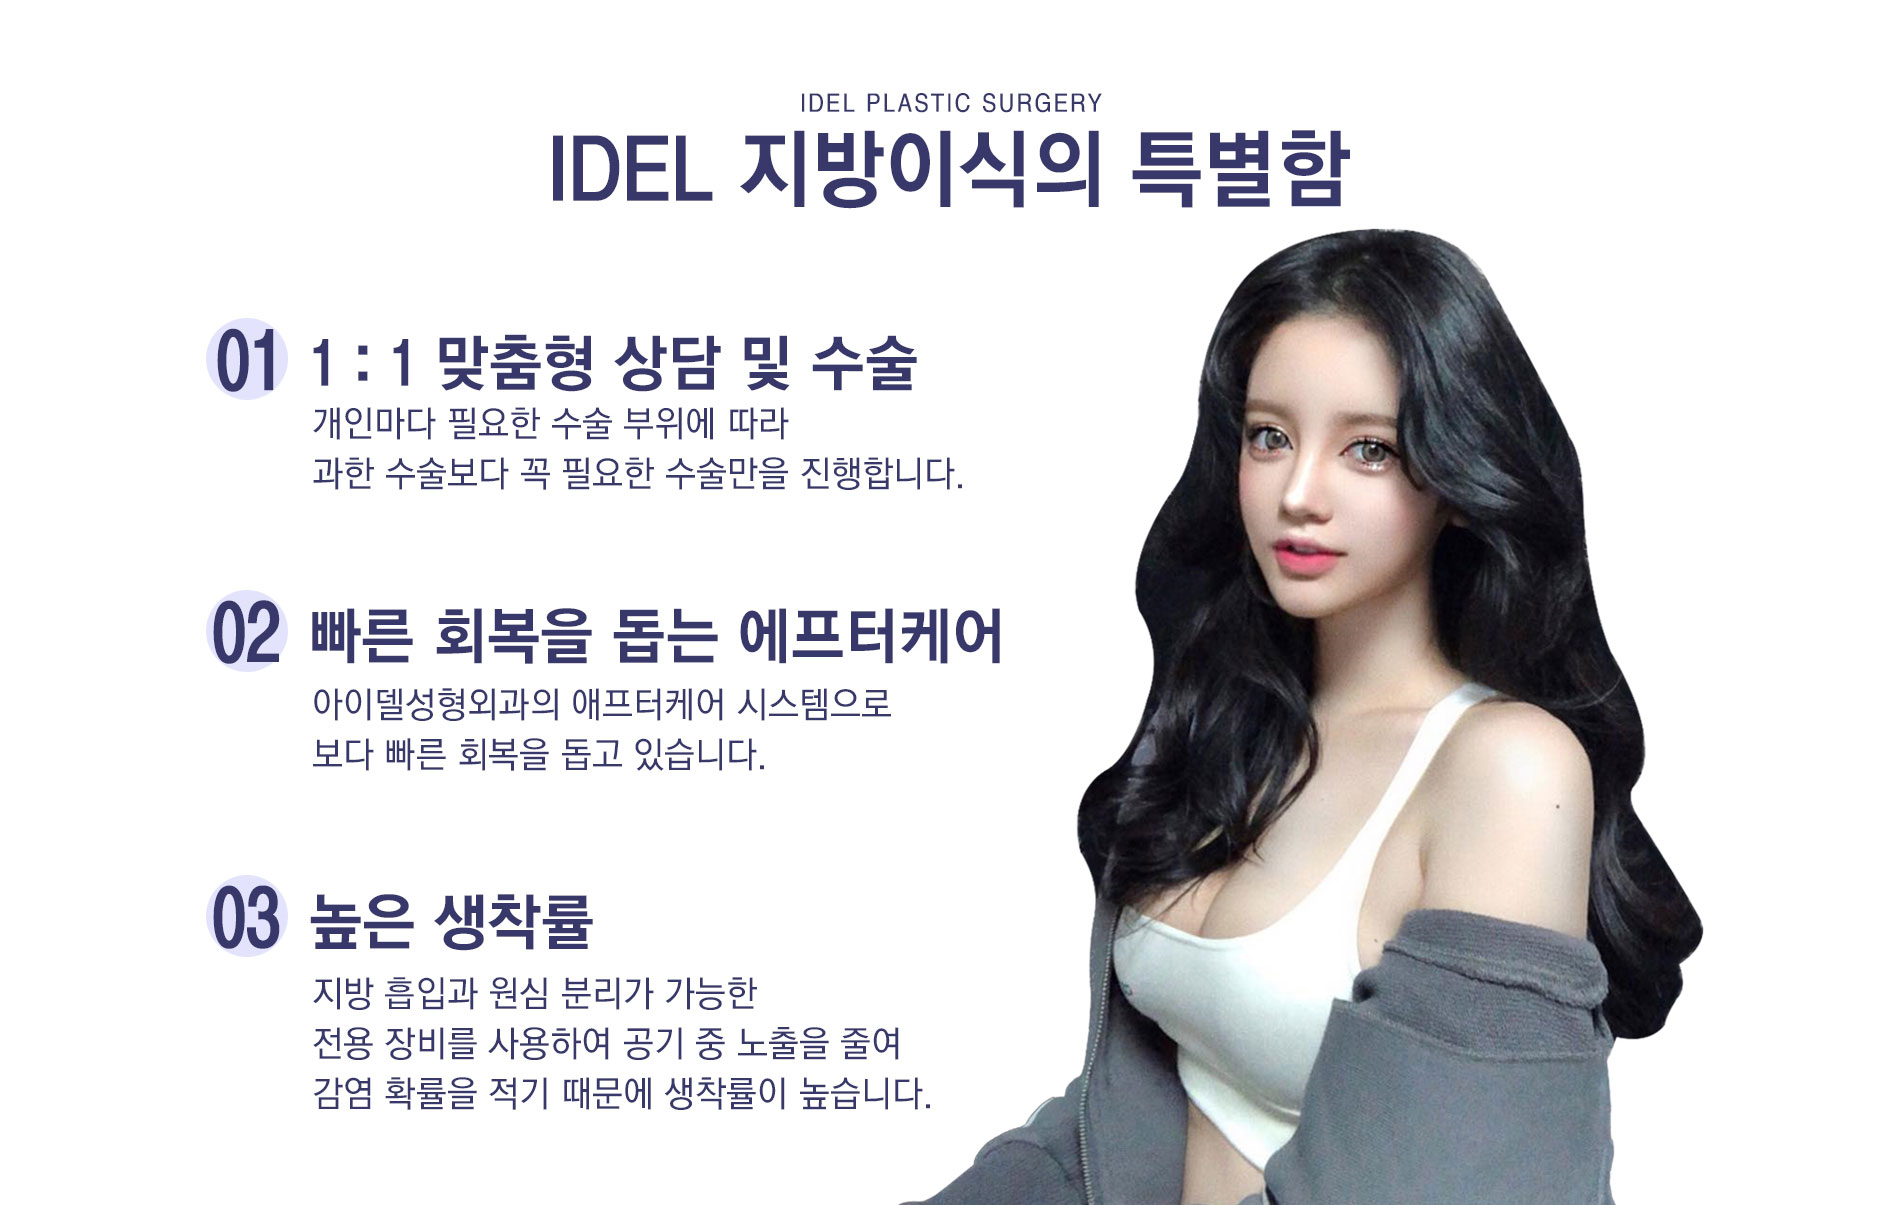 IDEL PLASTIC SURGERY
IDEL 지방이식의 특별함
01 1 : 1 맞춤형 상담 및 수술
개인마다 필요한 수술 부위에 따라
과한 수술보다 꼭 필요한 수술만을 진행합니다.
02 빠른 회복을 돕는 에프터케어
아이델성형외과의 애프터케어 시스템으로
보다 빠른 회복을 돕고 있습니다.
03 높은 생착률
지방 흡입과 원심 분리가 가능한
전용 장비를 사용하여 공기 중 노출을 줄여
감염 확률을 적기 때문에 생착률이 높습니다.